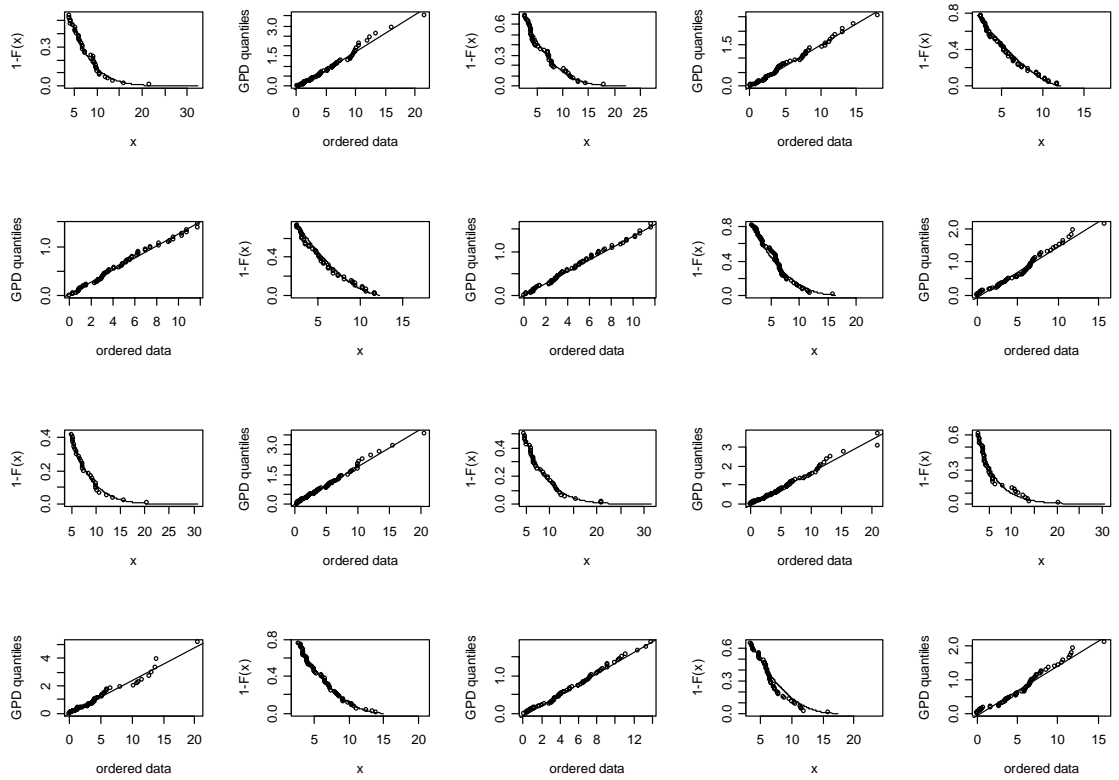 1-F(x)
0.0 0.3
5 10 20 30
x
GPD quantiles
0.0 1.5 3.0
0 5 10 15 20
ordered data
1-F(x)
0.0 0.2 0.4 0.6
5 10 15 20 25
x
GPD quantiles
0.0 1.5
0 5 10 15
ordered data
1-F(x)
0.0 0.4 0.8
5 10 15
x
GPD quantiles
0.0 1.0
0 2 4 6 8 10
ordered data
1-F(x)
0.0 0.4
5 10 15
x
GPD quantiles
0.0 1.0
0 2 4 6 8 10
ordered data
1-F(x)
0.0 0.4 0.8
5 10 15 20
x
GPD quantiles
0.0 1.0 2.0
0 5 10 15
ordered data
1-F(x)
0.0 0.2 0.4
5 10 15 20 25 30
x
GPD quantiles
0.0 1.5 3.0
0 5 10 15 20
ordered data
1-F(x)
0.0 0.2 0.4
5 10 15 20 25 30
x
GPD quantiles
0 1 2 3
0 5 10 15 20
ordered data
1-F(x)
0.0 0.3 0.6
5 10 15 20 25 30
x
GPD quantiles
0 2 4
0 5 10 15 20
ordered data
1-F(x)
0.0 0.4 0.8
5 10 15
x
GPD quantiles
0.0 1.0
0 2 4 6 8 12
ordered data
1-F(x)
0.0 0.3 0.6
5 10 15 20
x
GPD quantiles
0.0 1.0 2.0
0 5 10 15
ordered data